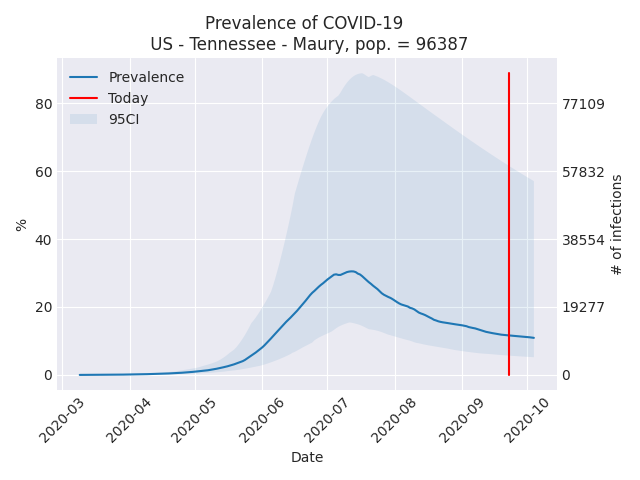 Prevalence of COVID-19
US - Tennessee - Maury, pop. = 96387
Prevalence
Today
95CI
80
60
40
20
0
%
77109
57832
38554
19277
0
# of infections
2020-03
2020-04
2020-05
2020-06
2020-07
2020-08
2020-09
2020-10
Date